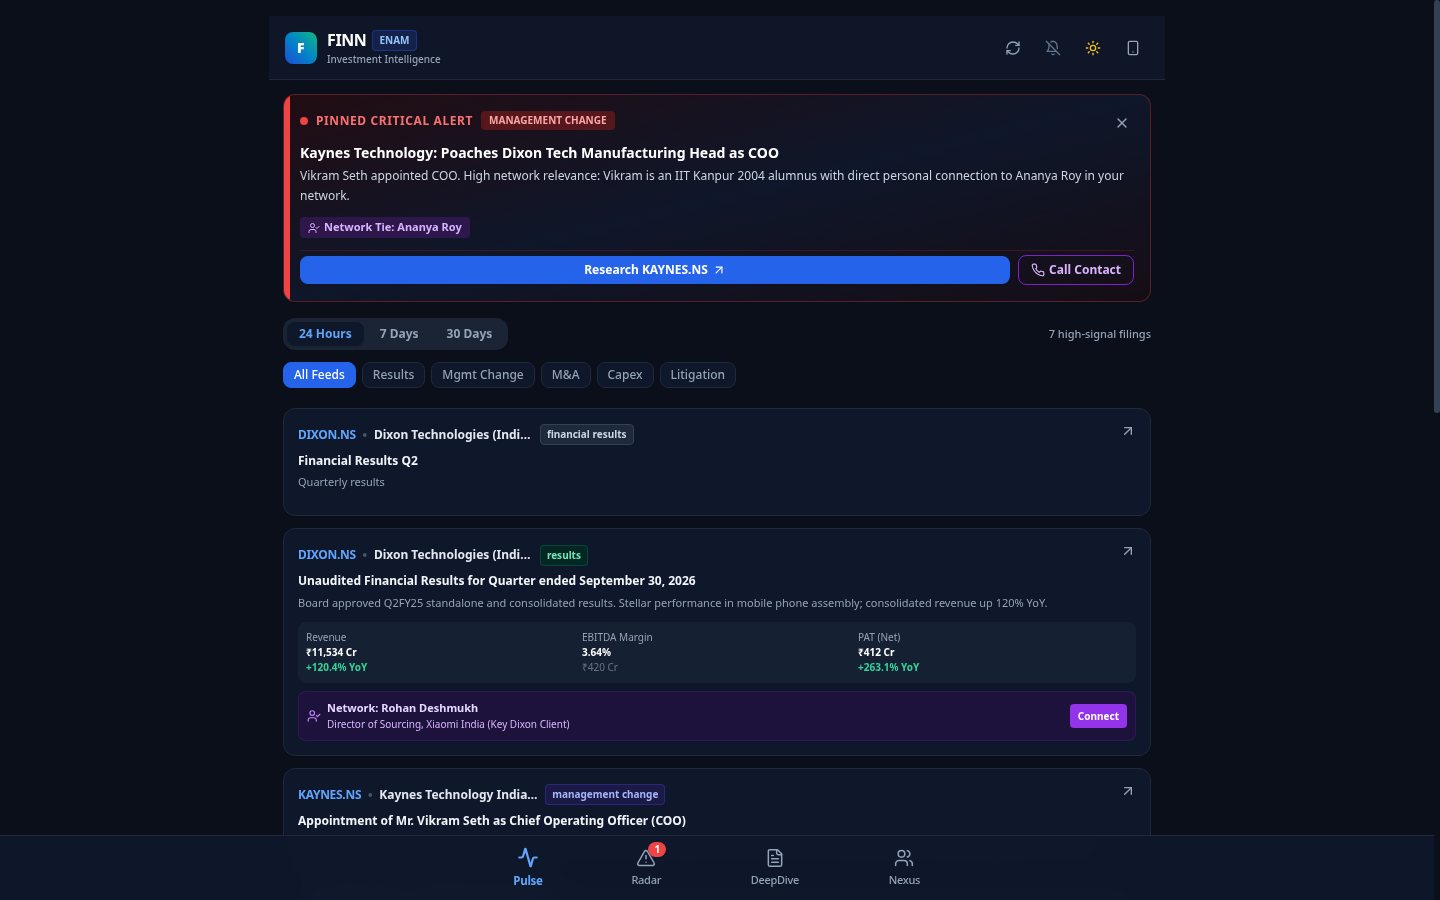 F
FINN ENAM
Investment Intelligence
PINNED CRITICAL ALERT MANAGEMENT CHANGE
Kaynes Technology: Poaches Dixon Tech Manufacturing Head as COO
Vikram Seth appointed COO. High network relevance: Vikram is an IIT Kanpur 2004 alumnus with direct personal connection to Ananya Roy in your
network.
Network Tie: Ananya Roy
Research KAYNES.NS
Call Contact
24 Hours 7 Days 30 Days
7 high-signal filings
All Feeds Results Mgmt Change M&A Capex Litigation
DIXON.NS • Dixon Technologies (Indi... financial results
Financial Results Q2
Quarterly results
DIXON.NS • Dixon Technologies (Indi... results
Unaudited Financial Results for Quarter ended September 30, 2026
Board approved Q2FY25 standalone and consolidated results. Stellar performance in mobile phone assembly; consolidated revenue up 120% YoY.
Revenue EBITDA Margin PAT (Net)
₹11,534 Cr 3.64% ₹412 Cr
+120.4% YoY ₹420 Cr +263.1% YoY
Network: Rohan Deshmukh
Director of Sourcing, Xiaomi India (Key Dixon Client)
Connect
KAYNES.NS • Kaynes Technology India... management change
Appointment of Mr. Vikram Seth as Chief Operating Officer (COO)
1
Pulse Radar DeepDive Nexus